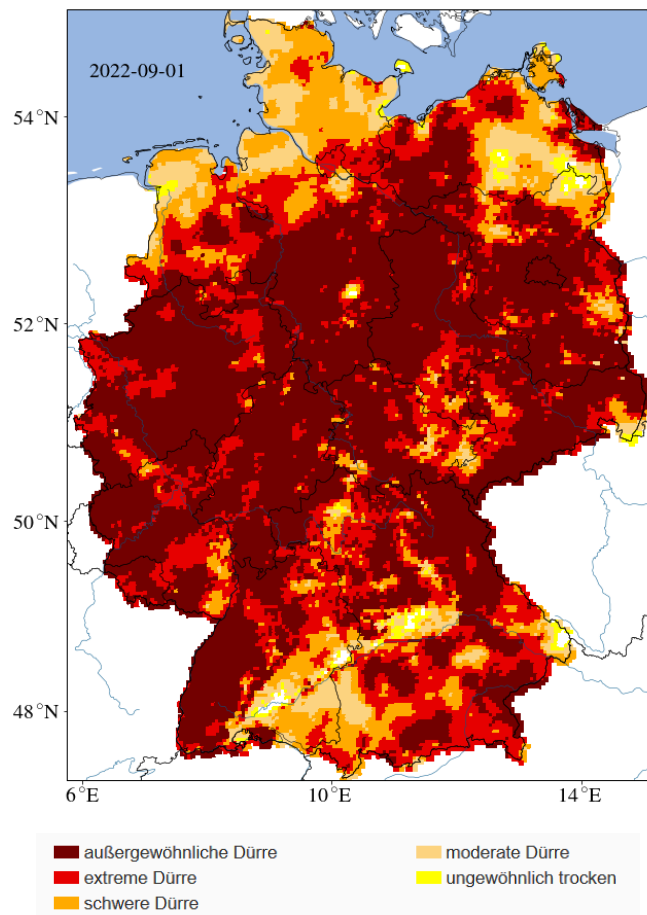 2022-09-01
54°N
52°N
50°N
48°N
6°E
10°E
14°E
außergewöhnliche Dürre
extreme Dürre
schwere Dürre
moderate Dürre
ungewöhnlich trocken